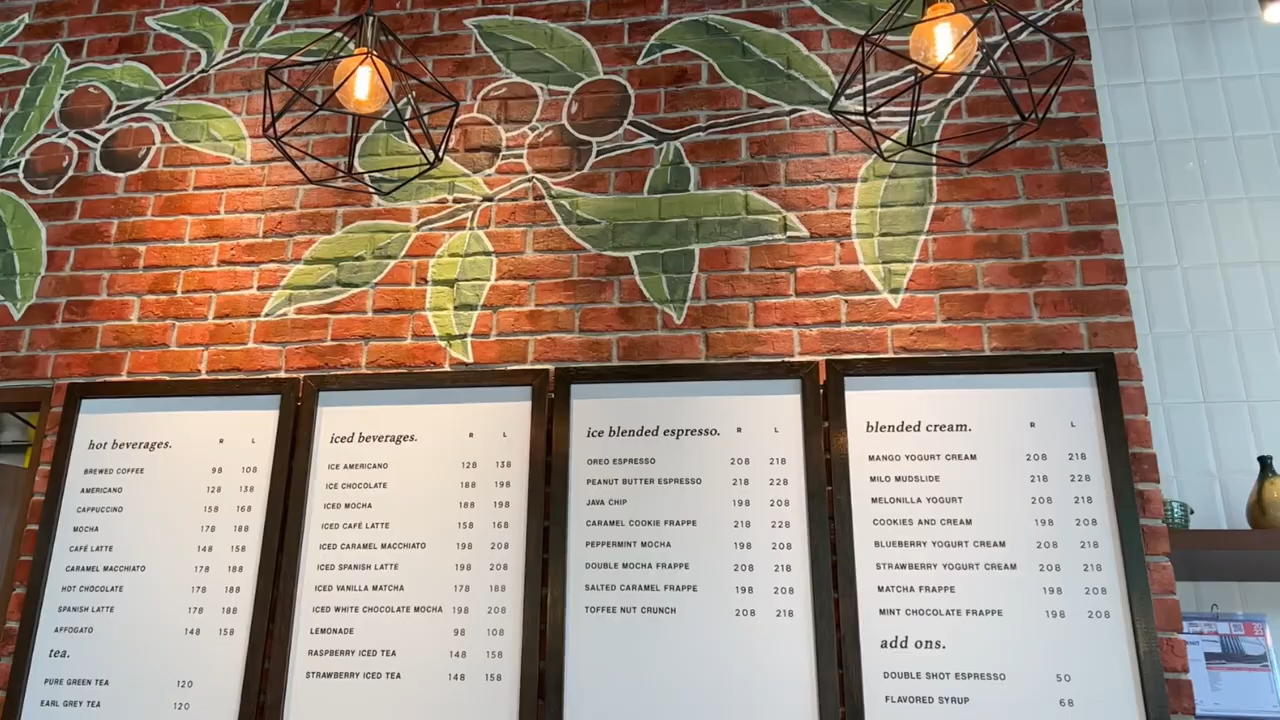 hot beverages. R L
BREWED COFFEE 98 108
AMERICANO 128 138
CAPPUCCINO 158 168
MOCHA 178 188
CAFÉ LATTE 148 158
CARAMEL MACCHIATO 178 188
HOT CHOCOLATE 178 188
SPANISH LATTE 178 188
AFFOGATO 148 158
tea.
PURE GREEN TEA 120
EARL GREY TEA 120
iced beverages. R L
ICE AMERICANO 128 138
ICE CHOCOLATE 188 198
ICED MOCHA 188 198
ICED CAFÉ LATTE 158 168
ICED CARAMEL MACCHIATO 198 208
ICED SPANISH LATTE 198 208
ICED VANILLA MATCHA 178 188
ICED WHITE CHOCOLATE MOCHA 198 208
LEMONADE 98 108
RASPBERRY ICED TEA 148 158
STRAWBERRY ICED TEA 148 158
ice blended espresso. R L
OREO ESPRESSO 208 218
PEANUT BUTTER ESPRESSO 218 228
JAVA CHIP 198 208
CARAMEL COOKIE FRAPPE 218 228
PEPPERMINT MOCHA 198 208
DOUBLE MOCHA FRAPPE 208 218
SALTED CARAMEL FRAPPE 198 208
TOFFEE NUT CRUNCH 208 218
blended cream. R L
MANGO YOGURT CREAM 208 218
MILO MUDSLIDE 218 228
MELONILLA YOGURT 208 218
COOKIES AND CREAM 198 208
BLUEBERRY YOGURT CREAM 208 218
STRAWBERRY YOGURT CREAM 208 218
MATCHA FRAPPE 198 208
MINT CHOCOLATE FRAPPE 198 208
add ons.
DOUBLE SHOT ESPRESSO 50
FLAVORED SYRUP 68